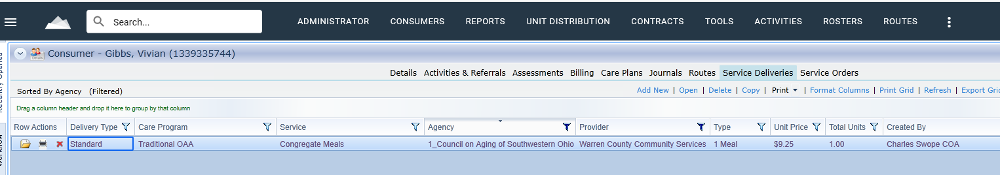 Search... ADMINISTRATOR CONSUMERS REPORTS UNIT DISTRIBUTION CONTRACTS TOOLS ACTIVITIES ROSTERS ROUTES
Consumer - Gibbs, Vivian (1339335744)
Details Activities & Referrals Assessments Billing Care Plans Journals Routes Service Deliveries Service Orders
Sorted By Agency (Filtered) Add New | Open | Delete | Copy | Print | Format Columns | Print Grid | Refresh | Export Grid
Drag a column header and drop it here to group by that column
Row Actions Delivery Type Care Program Service Agency Provider Type Unit Price Total Units Created By
Standard Traditional OAA Congregate Meals 1_Council on Aging of Southwestern Ohio Warren County Community Services 1 Meal $9.25 1.00 Charles Swope COA
Recently Opened